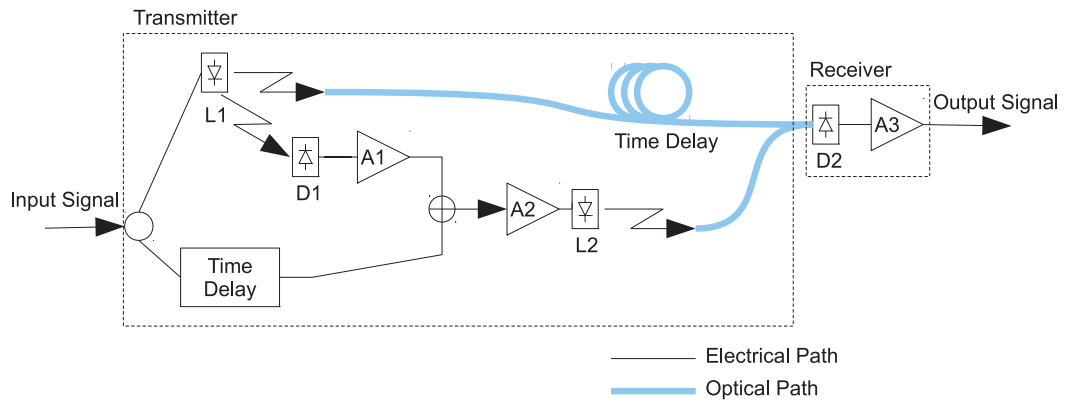 Transmitter
L1
Time Delay
Receiver
Output Signal
A3
D2
A1
D1
Input Signal
A2
L2
Time
Delay
Electrical Path
Optical Path